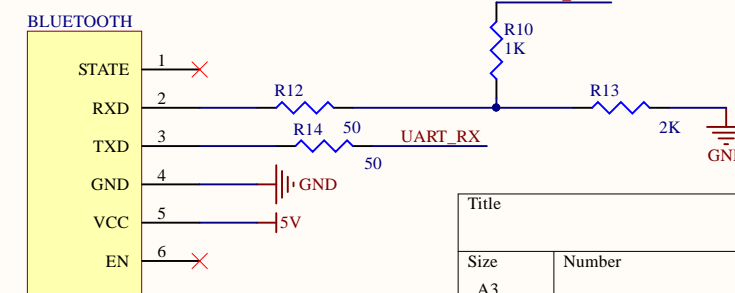 BLUETOOTH
R10
1K
STATE 1
RXD 2 R12 R13
TXD 3 R14 50 UART_RX 2K
50
GND 4 GND
VCC 5 5V
EN 6
Title
Size Number
A3